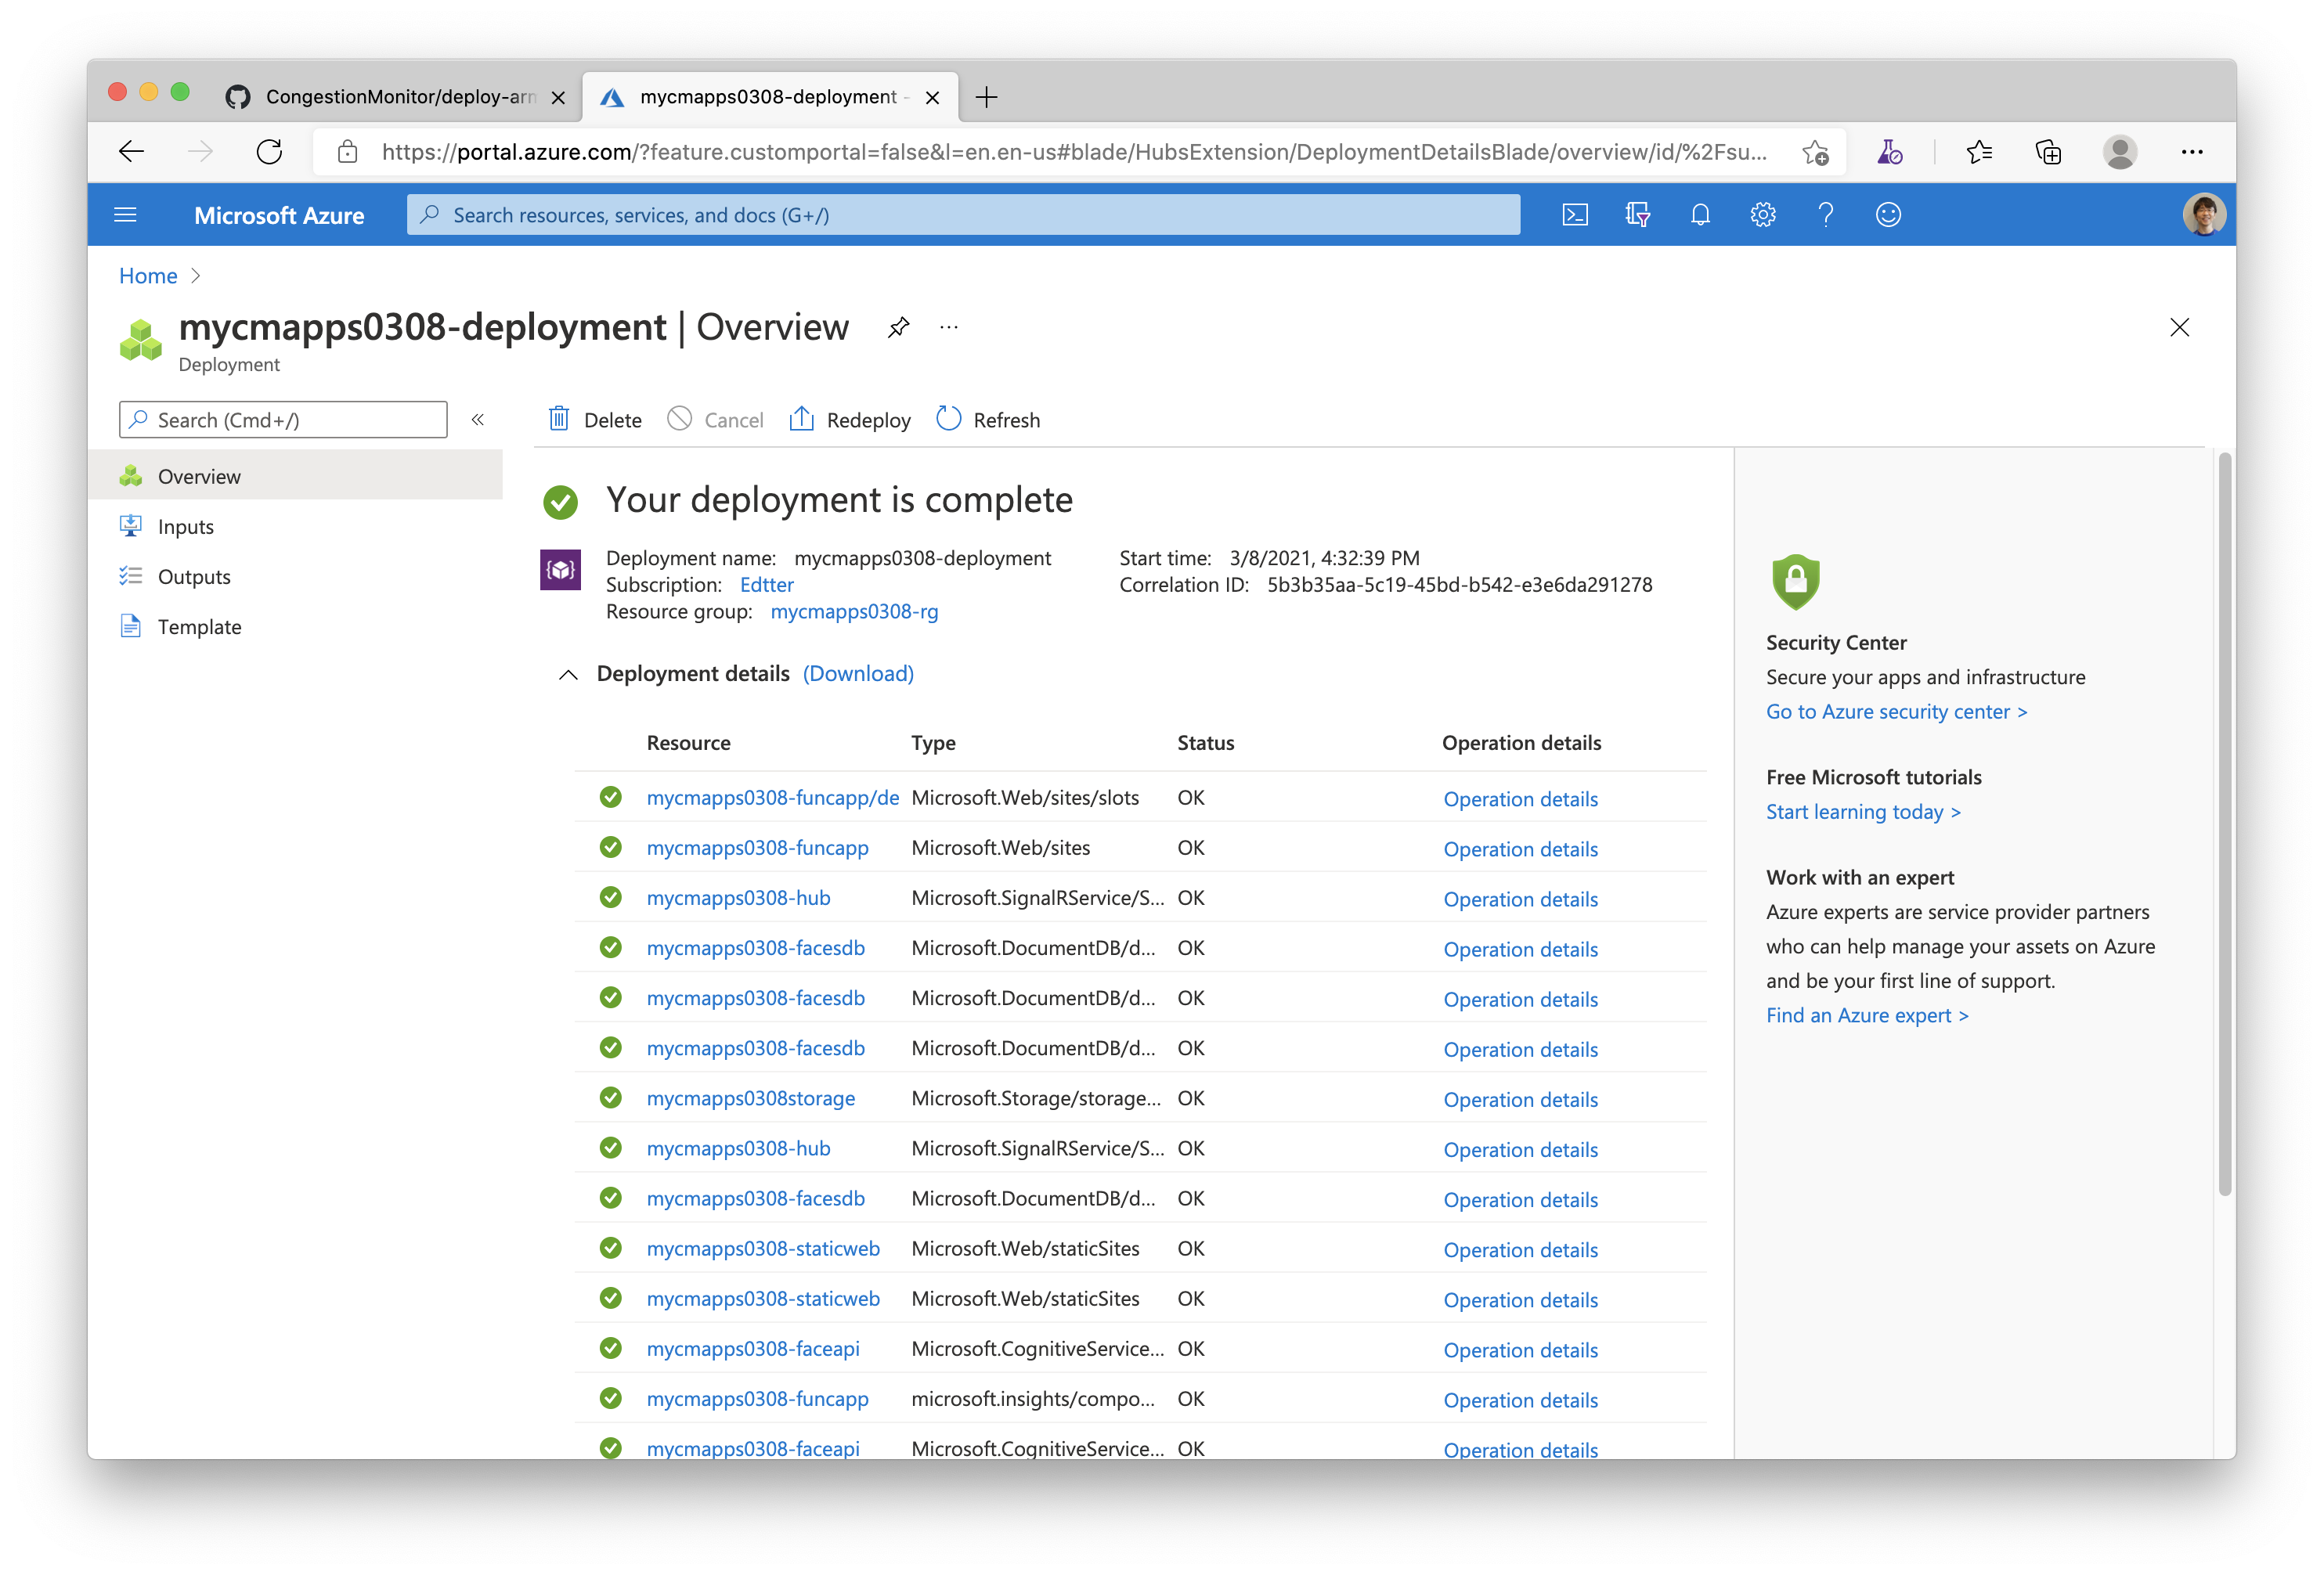 CongestionMonitor/deploy-arm
mycmapps0308-deployment -
https://portal.azure.com/?feature.customportal=false&l=en.en-us#blade/HubsExtension/DeploymentDetailsBlade/overview/id/%2Fsu...
Microsoft Azure
Search resources, services, and docs (G+/)
Home
mycmapps0308-deployment | Overview
Deployment
Search (Cmd+/)
Overview
Inputs
Outputs
Template
Delete Cancel Redeploy Refresh
Your deployment is complete
Deployment name: mycmapps0308-deployment
Subscription: Edtter
Resource group: mycmapps0308-rg
Start time: 3/8/2021, 4:32:39 PM
Correlation ID: 5b3b35aa-5c19-45bd-b542-e3e6da291278
Deployment details (Download)
Resource Type Status Operation details
mycmapps0308-funcapp/de Microsoft.Web/sites/slots OK Operation details
mycmapps0308-funcapp Microsoft.Web/sites OK Operation details
mycmapps0308-hub Microsoft.SignalRService/S... OK Operation details
mycmapps0308-facesdb Microsoft.DocumentDB/d... OK Operation details
mycmapps0308-facesdb Microsoft.DocumentDB/d... OK Operation details
mycmapps0308-facesdb Microsoft.DocumentDB/d... OK Operation details
mycmapps0308storage Microsoft.Storage/storage... OK Operation details
mycmapps0308-hub Microsoft.SignalRService/S... OK Operation details
mycmapps0308-facesdb Microsoft.DocumentDB/d... OK Operation details
mycmapps0308-staticweb Microsoft.Web/staticSites OK Operation details
mycmapps0308-staticweb Microsoft.Web/staticSites OK Operation details
mycmapps0308-faceapi Microsoft.CognitiveService... OK Operation details
mycmapps0308-funcapp microsoft.insights/compo... OK Operation details
mycmapps0308-faceapi Microsoft.CognitiveService... OK Operation details
Security Center
Secure your apps and infrastructure
Go to Azure security center >
Free Microsoft tutorials
Start learning today >
Work with an expert
Azure experts are service provider partners
who can help manage your assets on Azure
and be your first line of support.
Find an Azure expert >